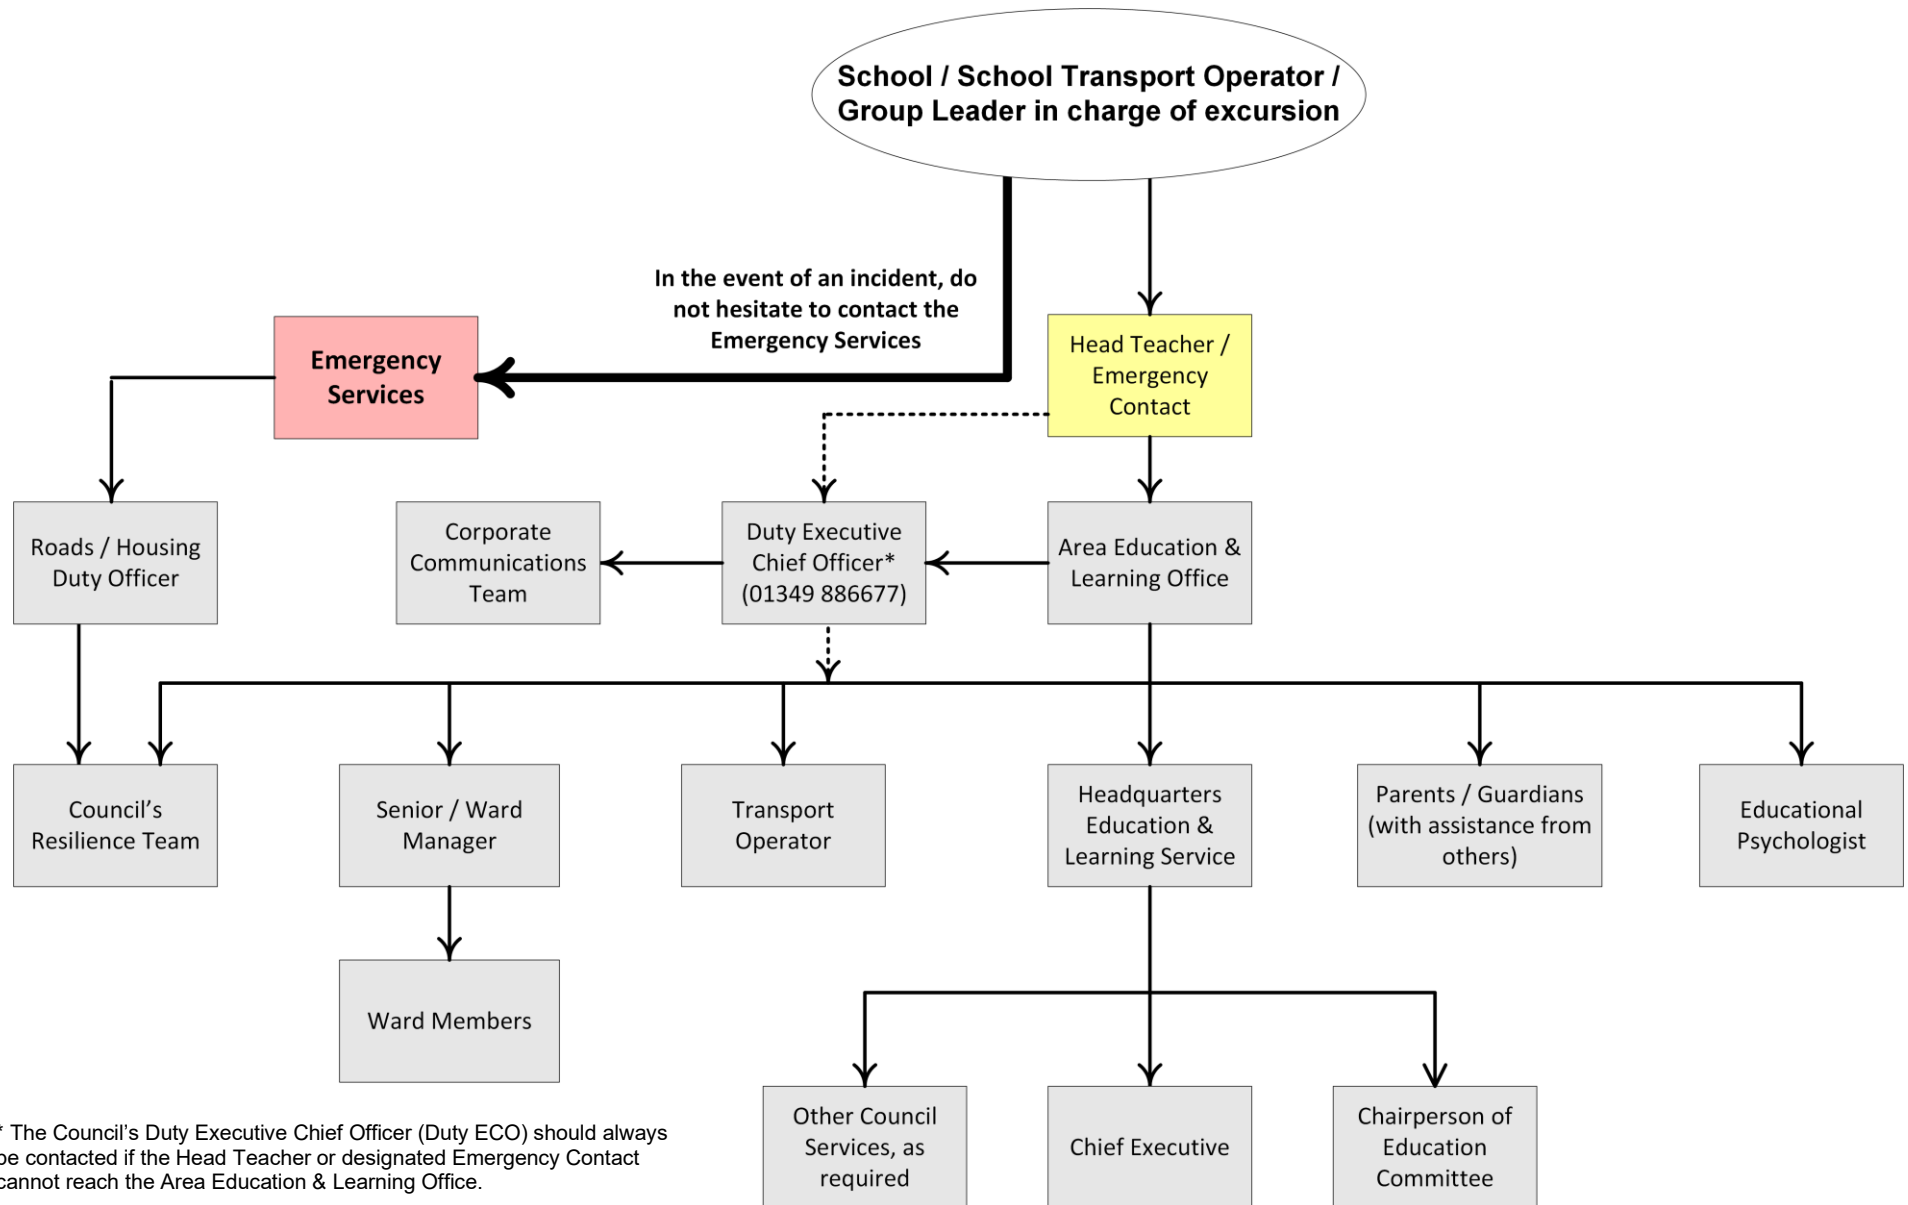 School / School Transport Operator /
Group Leader in charge of excursion
In the event of an incident, do
not hesitate to contact the
Emergency Services
Emergency
Services
Head Teacher /
Emergency
Contact
Roads / Housing
Duty Officer
Corporate
Communications
Team
Duty Executive
Chief Officer*
(01349 886677)
Area Education &
Learning Office
Council’s
Resilience Team
Senior / Ward
Manager
Transport
Operator
Headquarters
Education &
Learning Service
Parents / Guardians
(with assistance from
others)
Educational
Psychologist
Ward Members
Other Council
Services, as
required
Chief Executive
Chairperson of
Education
Committee
* The Council’s Duty Executive Chief Officer (Duty ECO) should always
be contacted if the Head Teacher or designated Emergency Contact
cannot reach the Area Education & Learning Office.